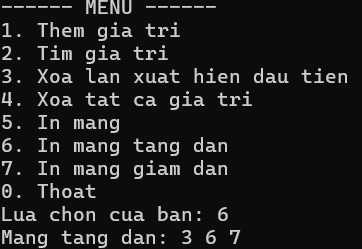 ------ MENU ------
1. Them gia tri
2. Tim gia tri
3. Xoa lan xuat hien dau tien
4. Xoa tat ca gia tri
5. In mang
6. In mang tang dan
7. In mang giam dan
0. Thoat
Lua chon cua ban: 6
Mang tang dan: 3 6 7